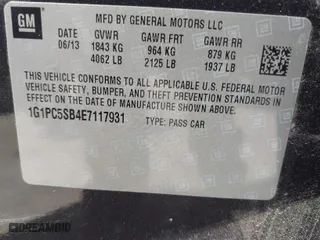 GM
MFD BY GENERAL MOTORS LLC
DATE GVWR GAWR FRT GAWR RR
06/13 1843 KG 964 KG 879 KG
4062 LB 2125 LB 1937 LB
THIS VEHICLE CONFORMS TO ALL APPLICABLE U.S. FEDERAL MOTOR
VEHICLE SAFETY, BUMPER, AND THEFT PREVENTION STANDARDS IN
EFFECT ON THE DATE OF MANUFACTURE SHOWN ABOVE.
1G1PC5SB4E7117931 TYPE: PASS CAR
DREAMBID